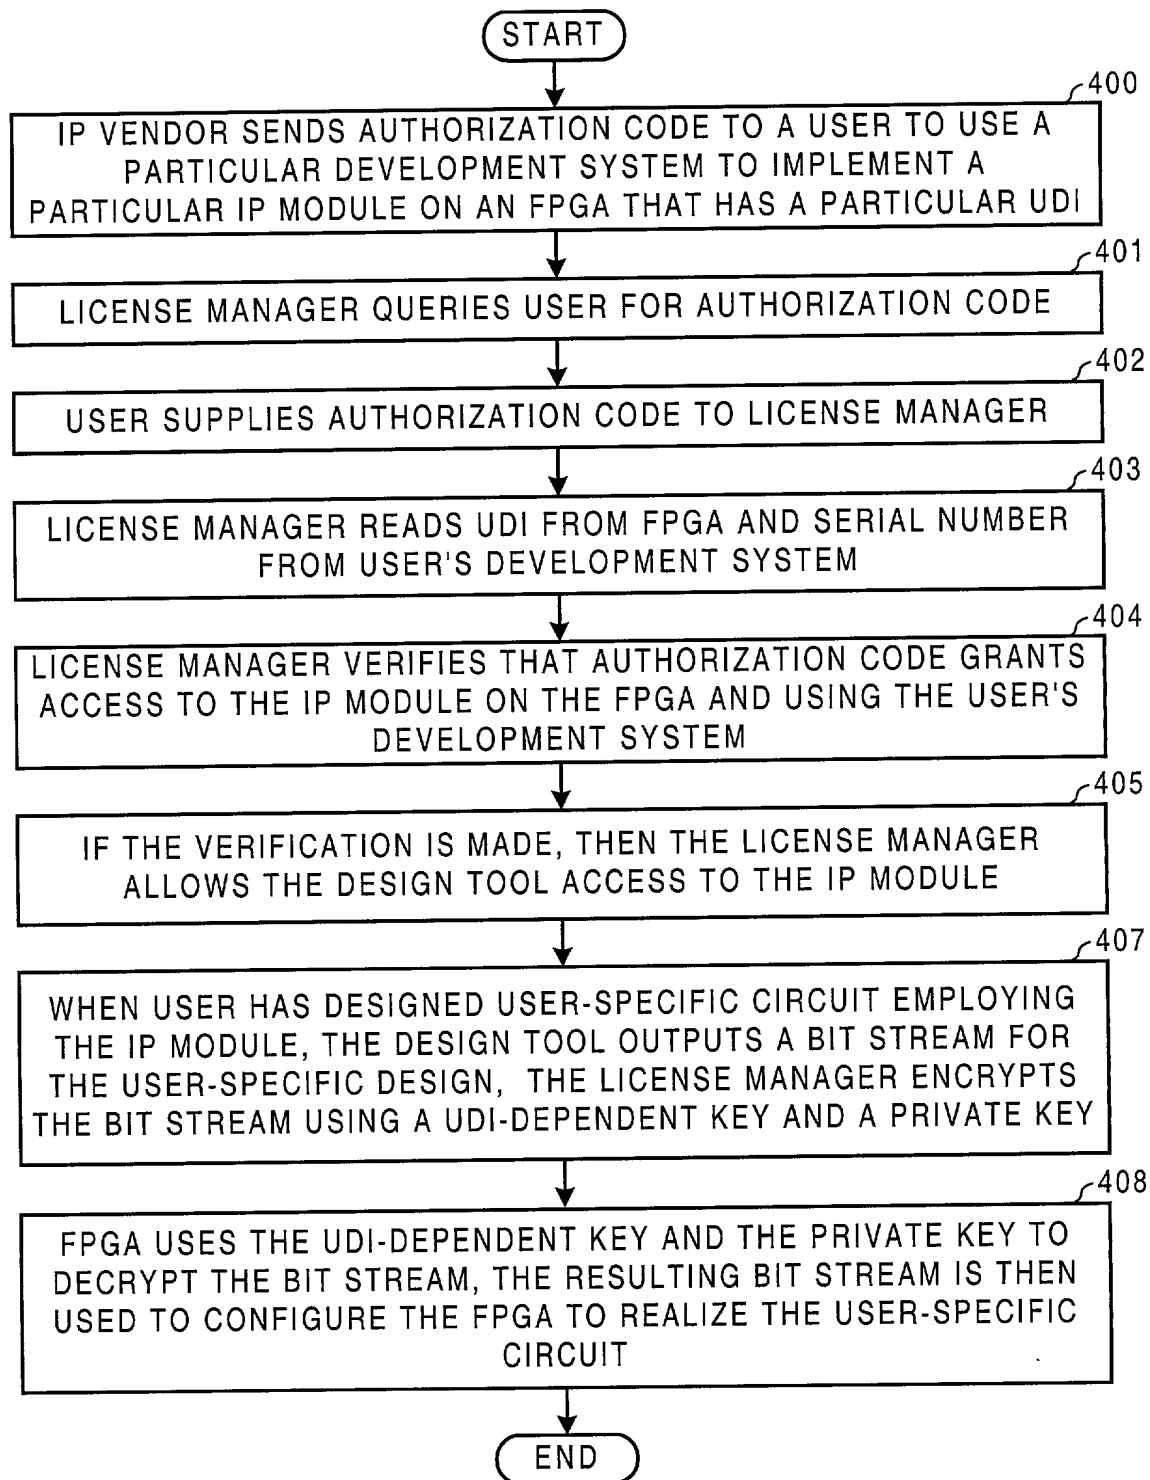 START
400
IP VENDOR SENDS AUTHORIZATION CODE TO A USER TO USE A
PARTICULAR DEVELOPMENT SYSTEM TO IMPLEMENT A
PARTICULAR IP MODULE ON AN FPGA THAT HAS A PARTICULAR UDI
401
LICENSE MANAGER QUERIES USER FOR AUTHORIZATION CODE
402
USER SUPPLIES AUTHORIZATION CODE TO LICENSE MANAGER
403
LICENSE MANAGER READS UDI FROM FPGA AND SERIAL NUMBER
FROM USER'S DEVELOPMENT SYSTEM
404
LICENSE MANAGER VERIFIES THAT AUTHORIZATION CODE GRANTS
ACCESS TO THE IP MODULE ON THE FPGA AND USING THE USER'S
DEVELOPMENT SYSTEM
405
IF THE VERIFICATION IS MADE, THEN THE LICENSE MANAGER
ALLOWS THE DESIGN TOOL ACCESS TO THE IP MODULE
407
WHEN USER HAS DESIGNED USER-SPECIFIC CIRCUIT EMPLOYING
THE IP MODULE, THE DESIGN TOOL OUTPUTS A BIT STREAM FOR
THE USER-SPECIFIC DESIGN, THE LICENSE MANAGER ENCRYPTS
THE BIT STREAM USING A UDI-DEPENDENT KEY AND A PRIVATE KEY
408
FPGA USES THE UDI-DEPENDENT KEY AND THE PRIVATE KEY TO
DECRYPT THE BIT STREAM, THE RESULTING BIT STREAM IS THEN
USED TO CONFIGURE THE FPGA TO REALIZE THE USER-SPECIFIC
CIRCUIT
END